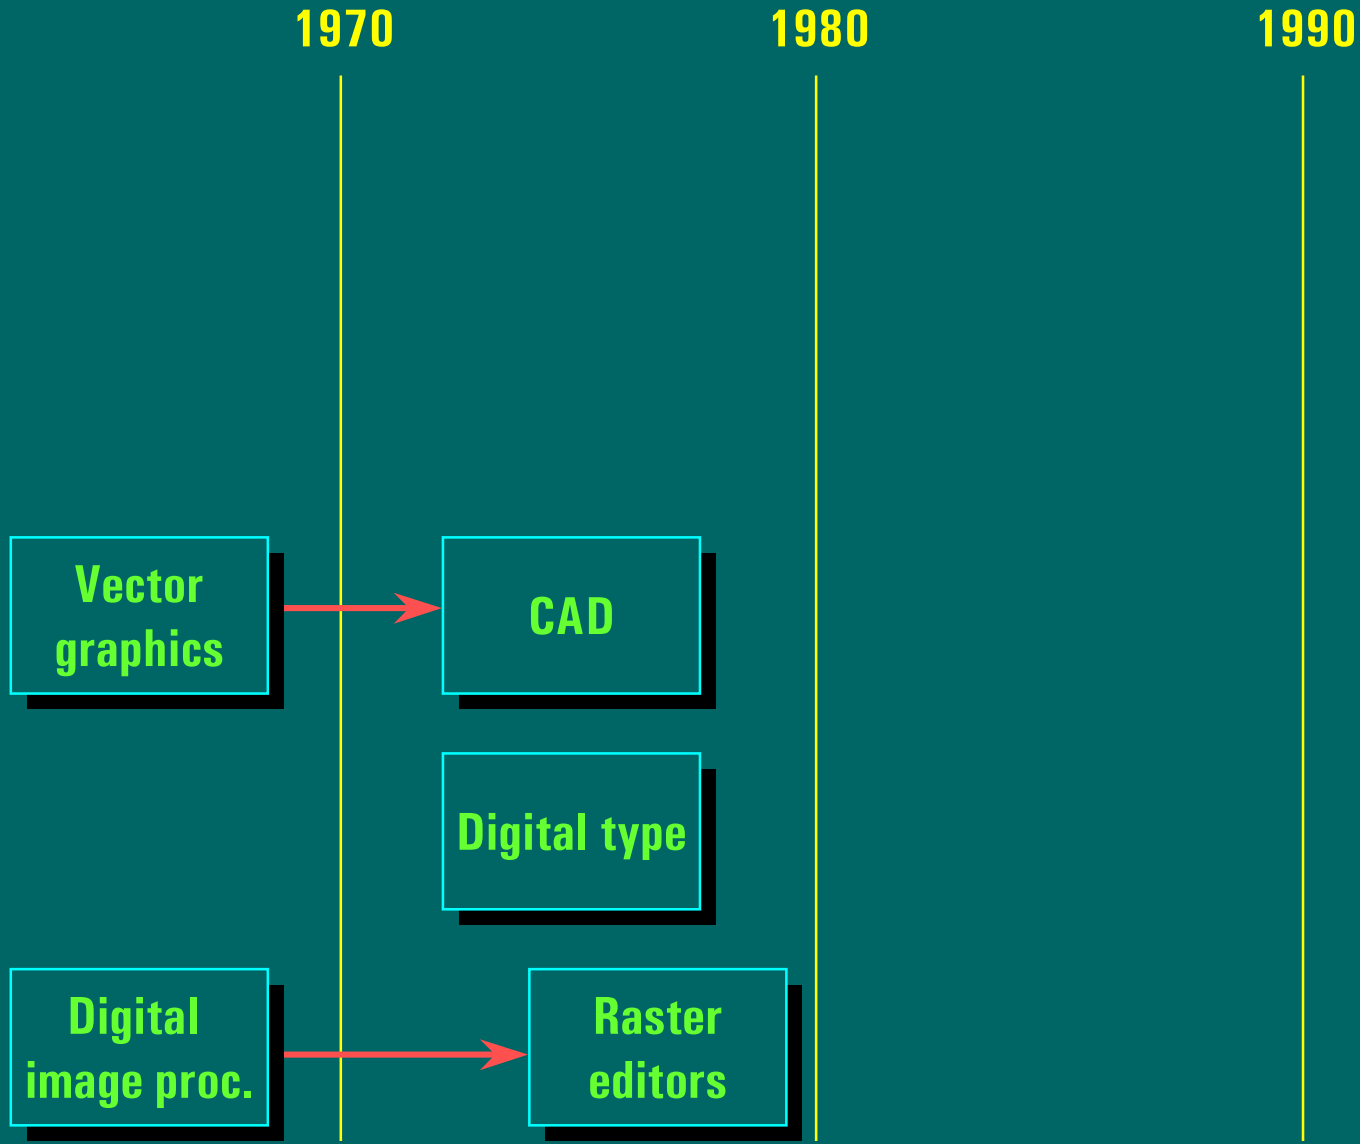 1970
1980
1990
Vector
graphics
CAD
Digital type
Digital
image proc.
Raster
editors